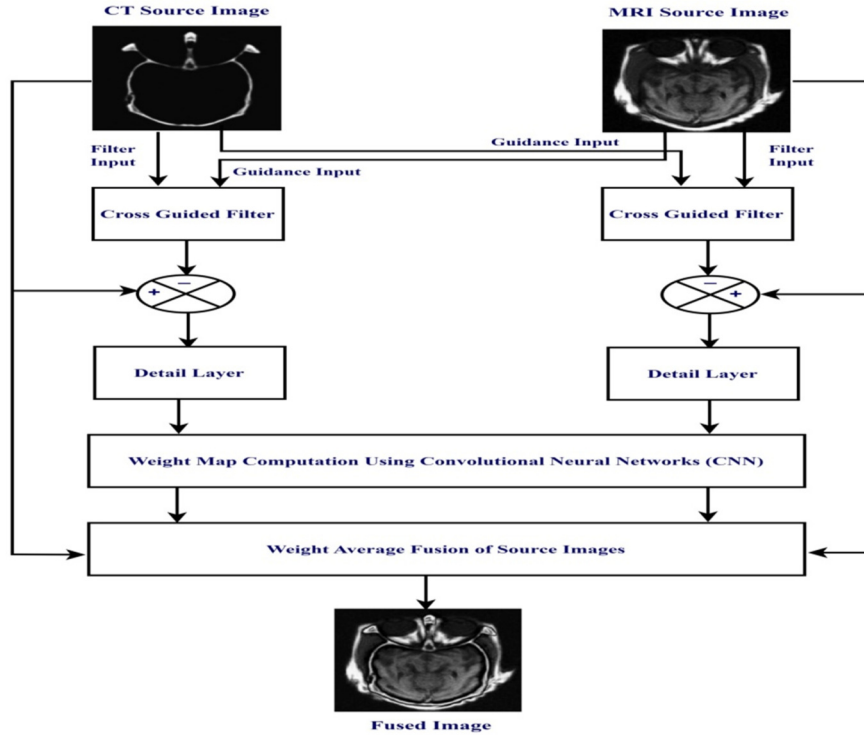 CT Source Image
MRI Source Image
Filter
Input
Guidance Input
Guidance Input
Filter
Input
Cross Guided Filter
Cross Guided Filter
−
+
−
+
Detail Layer
Detail Layer
Weight Map Computation Using Convolutional Neural Networks (CNN)
Weight Average Fusion of Source Images
Fused Image